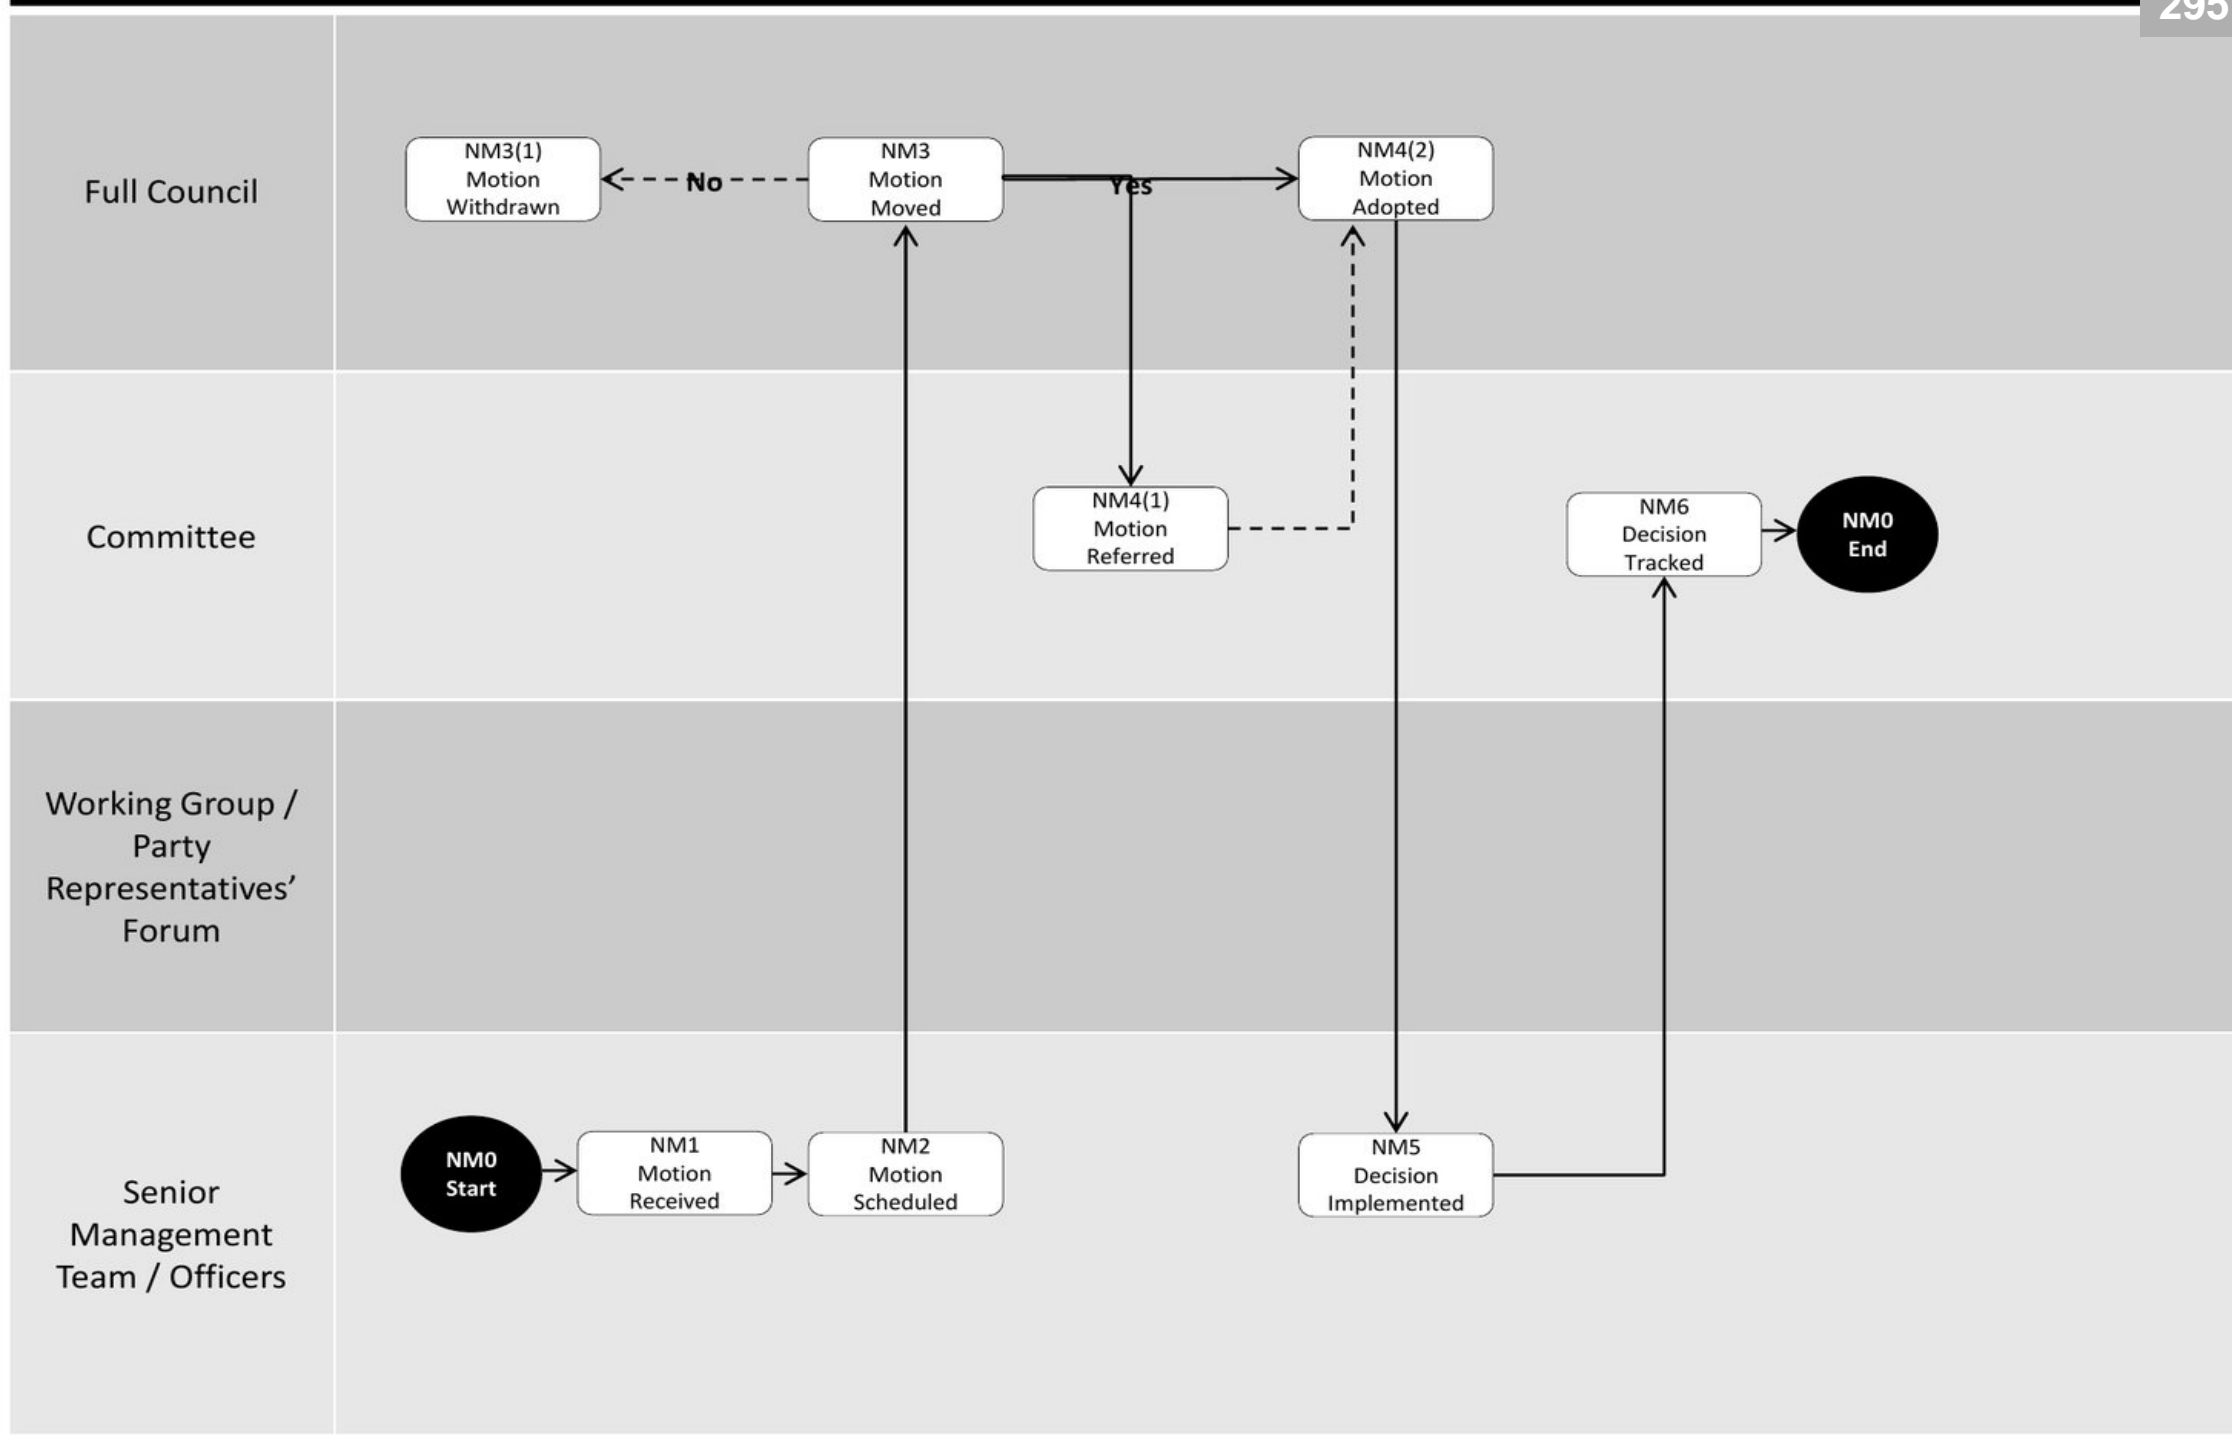 295
Full Council
NM3(1)
Motion
Withdrawn
No
NM3
Motion
Moved
Yes
NM4(2)
Motion
Adopted
Committee
NM4(1)
Motion
Referred
NM6
Decision
Tracked
NM0
End
Working Group /
Party
Representatives’
Forum
Senior
Management
Team / Officers
NM0
Start
NM1
Motion
Received
NM2
Motion
Scheduled
NM5
Decision
Implemented